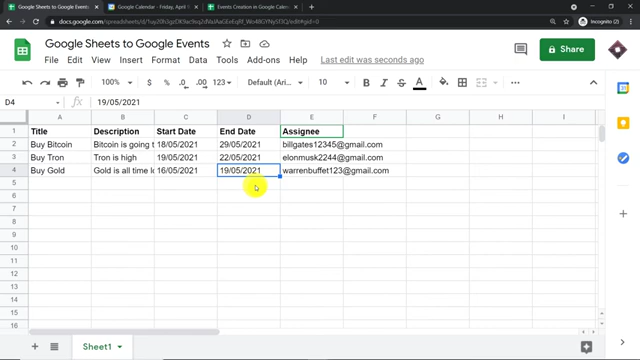 Google Sheets to Google Events
Google Calendar - Friday, April
Events Creation in Google Calen
docs.google.com
Incognito (2)
Google Sheets to Google Events
File Edit View Insert Format Data Tools Add-ons Help Last edit was seconds ago
Share
100% $ % .0 .00 123 Default (Ari... 10 B I S A
D4 fx 19/05/2021
A B C D E F G H I
1 Title Description Start Date End Date Assignee
2 Buy Bitcoin Bitcoin is going t 18/05/2021 29/05/2021 billgates12345@gmail.com
3 Buy Tron Tron is high 19/05/2021 22/05/2021 elonmusk2244@gmail.com
4 Buy Gold Gold is all time lo 16/05/2021 19/05/2021 warrenbuffet123@gmail.com
5
6
7
8
9
10
11
12
13
14
15
16
Sheet1